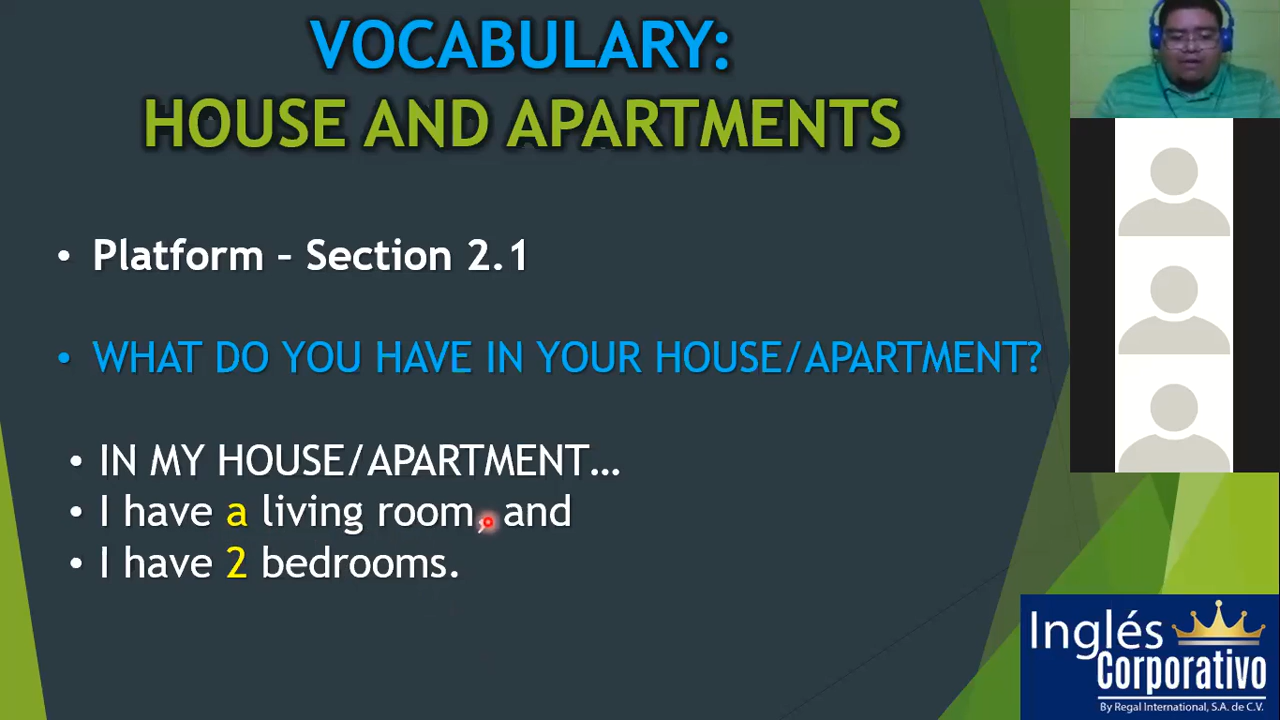 VOCABULARY:
HOUSE AND APARTMENTS
• Platform – Section 2.1
• WHAT DO YOU HAVE IN YOUR HOUSE/APARTMENT?
• IN MY HOUSE/APARTMENT…
• I have a living room, and
• I have 2 bedrooms.
Inglés
Corporativo
By Regal International, S.A. de C.V.